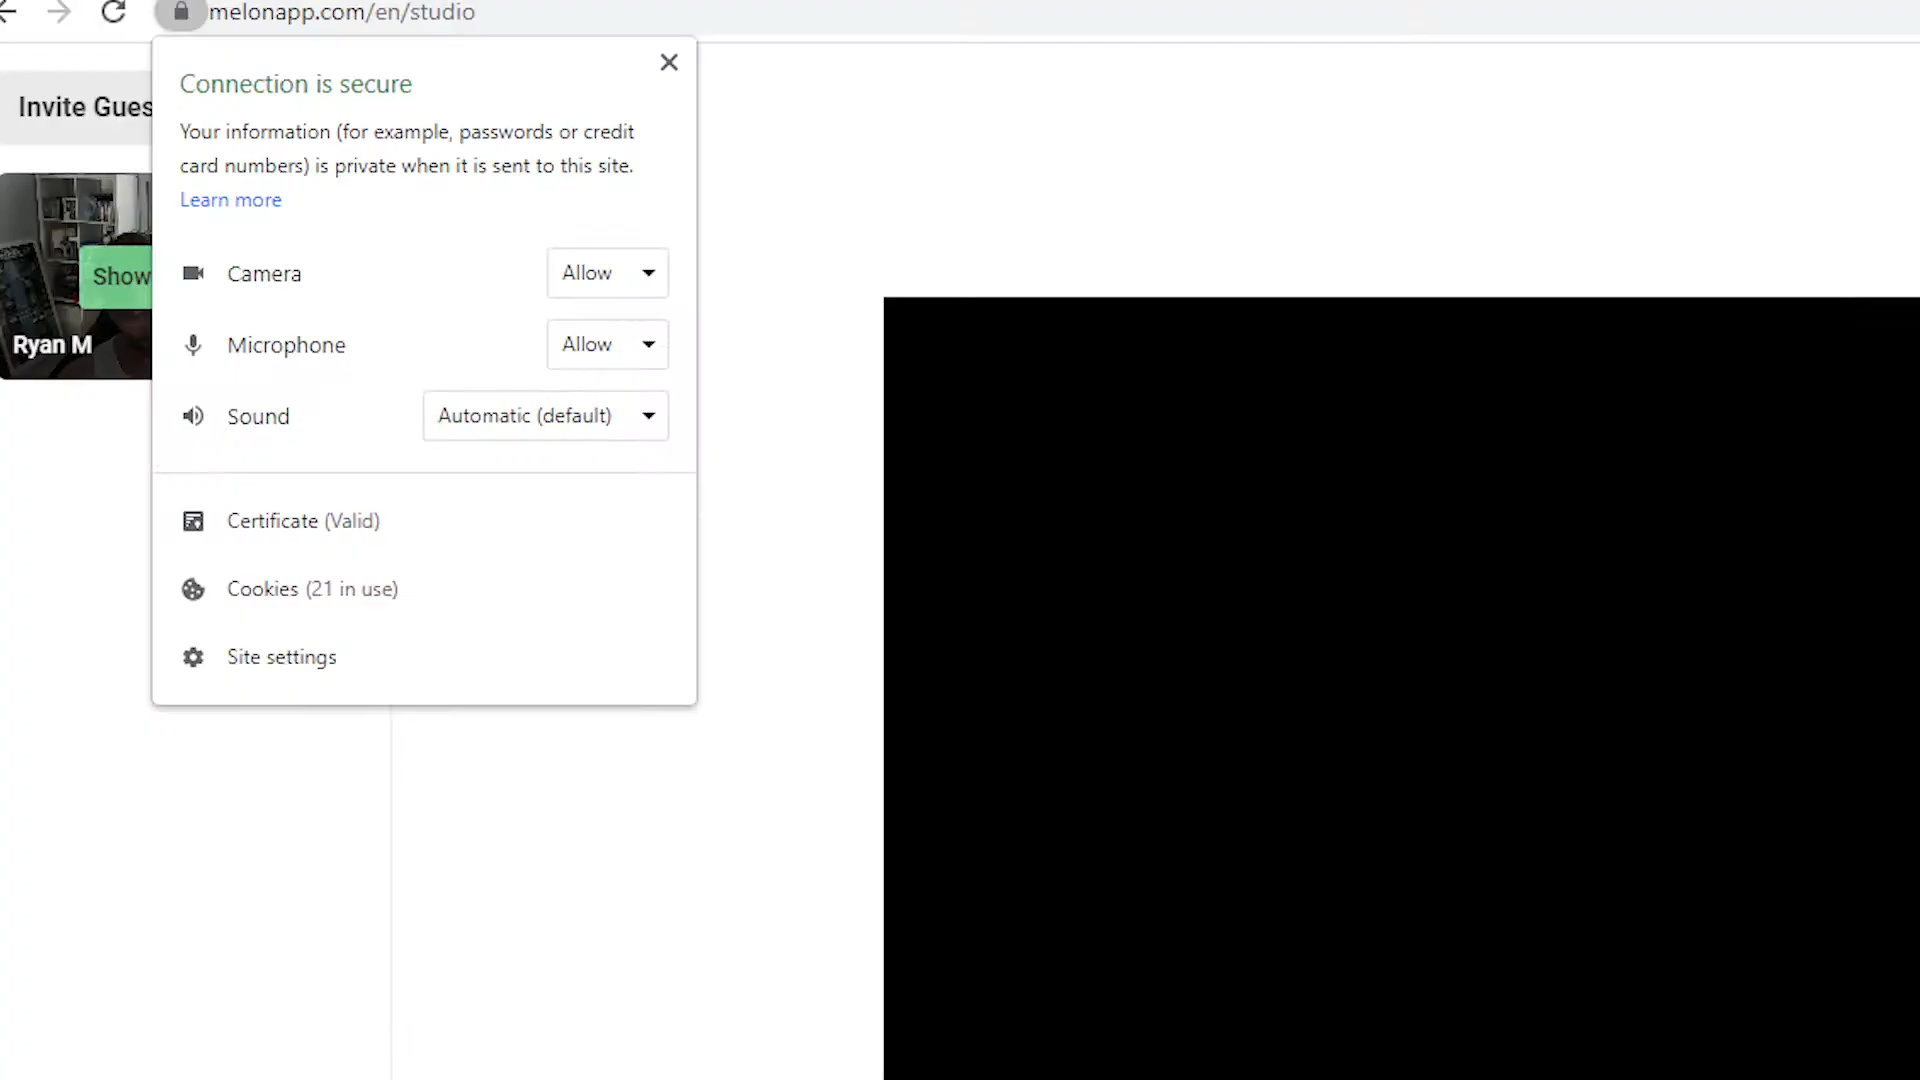 melonapp.com/en/studio
Invite Gues
Connection is secure
Your information (for example, passwords or credit
card numbers) is private when it is sent to this site.
Learn more
Show
Camera
Allow
Ryan M
Microphone
Allow
Sound
Automatic (default)
Certificate (Valid)
Cookies (21 in use)
Site settings